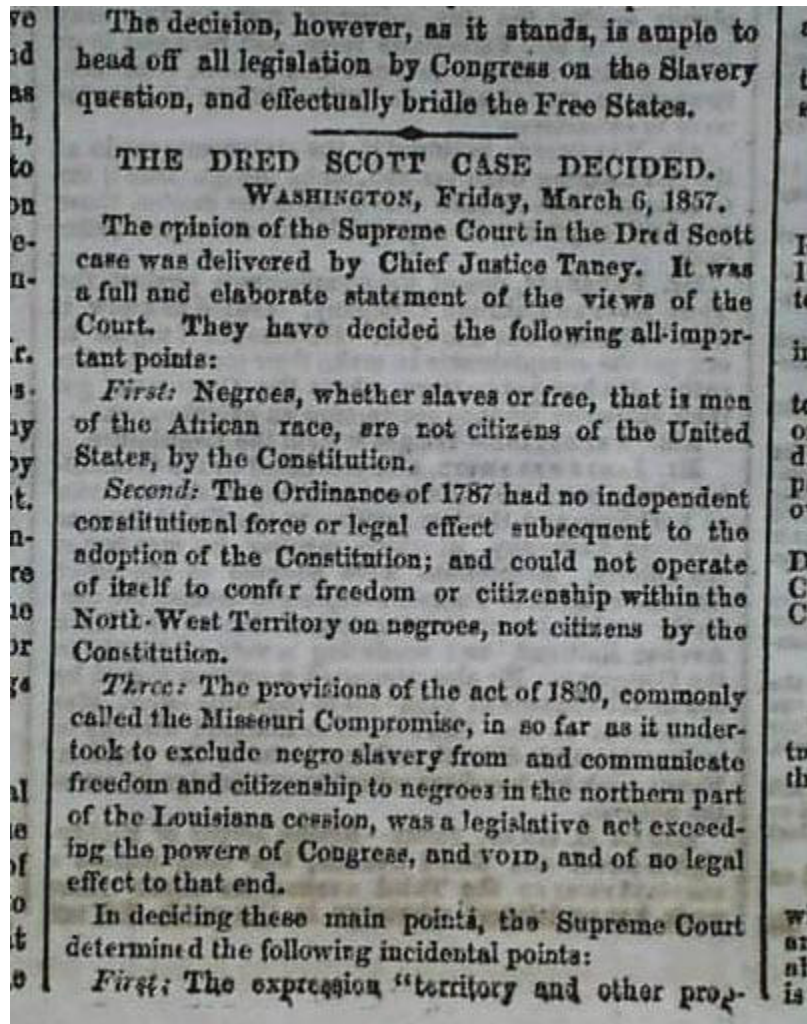 The decision, however, as it stands, is ample to
head off all legislation by Congress on the Slavery
question, and effectually bridle the Free States.
THE DRED SCOTT CASE DECIDED.
WASHINGTON, Friday, March 6, 1857.
The opinion of the Supreme Court in the Dred Scott
case was delivered by Chief Justice Taney. It was
a full and elaborate statement of the views of the
Court. They have decided the following all-impor-
tant points:
First: Negroes, whether slaves or free, that is men
of the African race, are not citizens of the United
States, by the Constitution.
Second: The Ordinance of 1787 had no independent
constitutional force or legal effect subsequent to the
adoption of the Constitution; and could not operate
of itself to confer freedom or citizenship within the
North-West Territory on negroes, not citizens by the
Constitution.
Three: The provisions of the act of 1820, commonly
called the Missouri Compromise, in so far as it under-
took to exclude negro slavery from and communicate
freedom and citizenship to negroes in the northern part
of the Louisiana cession, was a legislative act exceed-
ing the powers of Congress, and VOID, and of no legal
effect to that end.
In deciding these main points, the Supreme Court
determined the following incidental points:
First: The expression "territory and other prop-